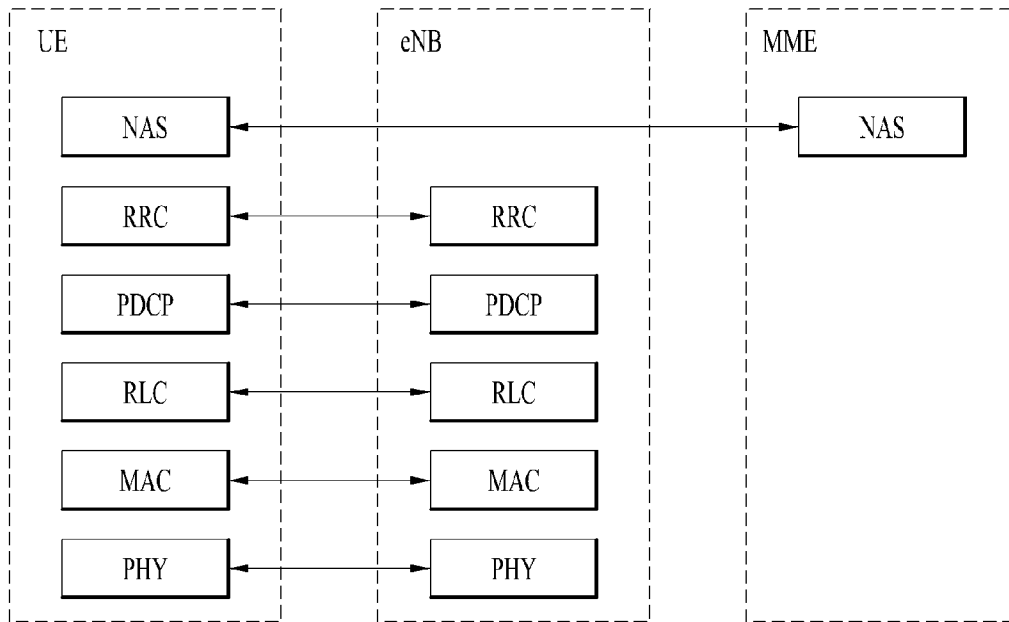 UE eNB MME
NAS NAS
RRC RRC
PDCP PDCP
RLC RLC
MAC MAC
PHY PHY